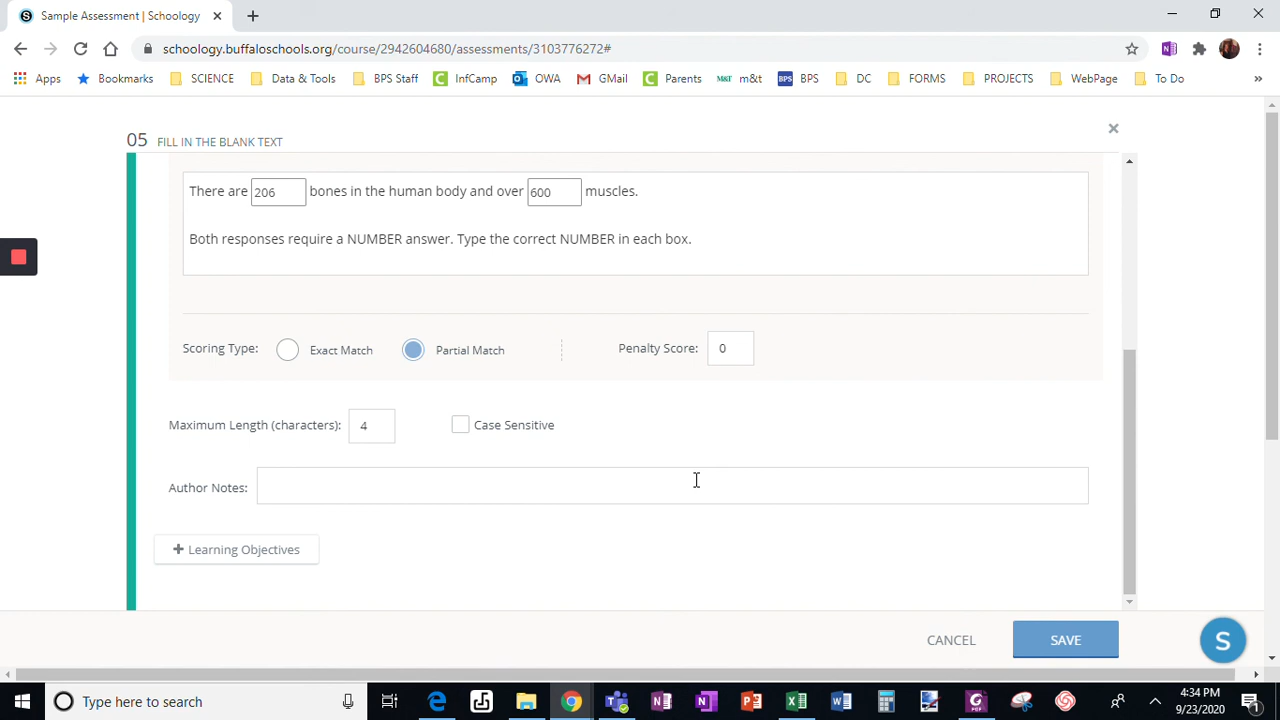 Sample Assessment | Schoology
schoology.buffaloschools.org/course/2942604680/assessments/3103776272#
Apps Bookmarks SCIENCE Data & Tools BPS Staff InfCamp OWA GMail Parents M&T m&t BPS BPS DC FORMS PROJECTS WebPage To Do »
05 FILL IN THE BLANK TEXT
There are 206 bones in the human body and over 600 muscles.
Both responses require a NUMBER answer. Type the correct NUMBER in each box.
Scoring Type: Exact Match Partial Match Penalty Score: 0
Maximum Length (characters): 4 Case Sensitive
Author Notes:
+ Learning Objectives
CANCEL SAVE S
Type here to search
4:34 PM
9/23/2020
1